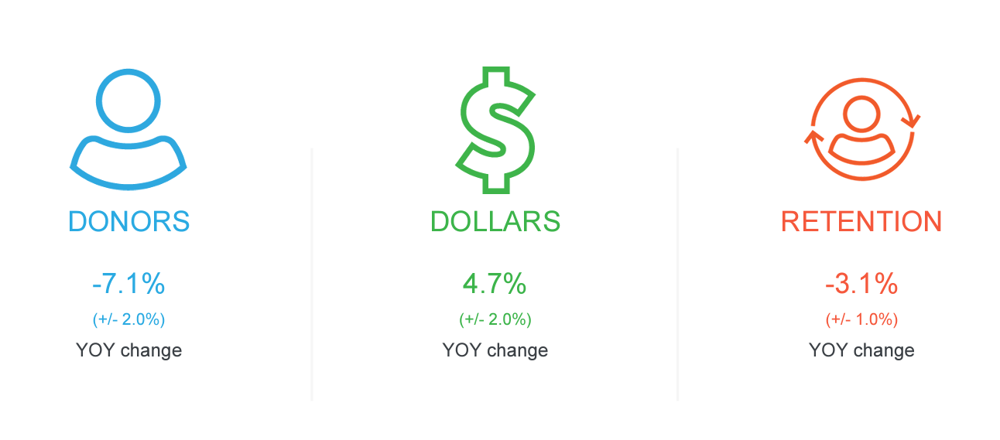 DONORS
-7.1%
(+/- 2.0%)
YOY change
DOLLARS
4.7%
(+/- 2.0%)
YOY change
RETENTION
-3.1%
(+/- 1.0%)
YOY change